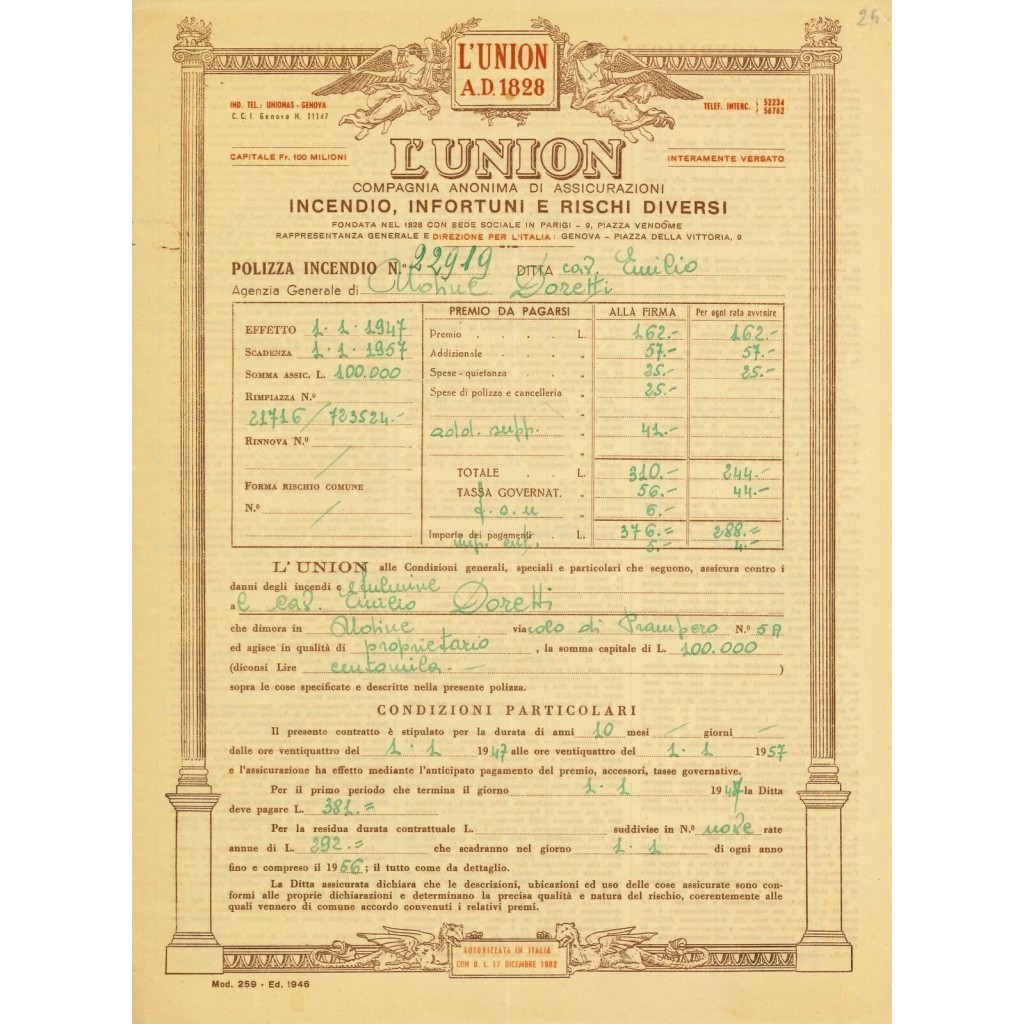 25
L'UNION
A.D. 1828
IND. TEL.: UNIONAS - GENOVA
C. C. I. Genova N. 11147
TELEF. INTERC. 52234
56762
CAPITALE Fr. 100 MILIONI
INTERAMENTE VERSATO
L'UNION
COMPAGNIA ANONIMA DI ASSICURAZIONI
INCENDIO, INFORTUNI E RISCHI DIVERSI
FONDATA NEL 1828 CON SEDE SOCIALE IN PARIGI - 9, PIAZZA VENDÔME
RAPPRESENTANZA GENERALE E DIREZIONE PER L'ITALIA: GENOVA - PIAZZA DELLA VITTORIA, 9
POLIZZA INCENDIO N.º 22919 DITTA cav. Emilio
Agenzia Generale di Udine Doretti
PREMIO DA PAGARSI ALLA FIRMA Per ogni rata avvenire
EFFETTO 1·1·1947
Premio . . . . L. 162.- 162.-
SCADENZA 1·1·1957
Addizionale . . . „ 57.- 57.-
SOMMA ASSIC. L. 100.000
Spese - quietanza . . „ 25.- 25.-
RIMPIAZZA N.º
Spese di polizza e cancelleria „ 25.-
21716 / 723524.-
add. supp. „ 41.-
RINNOVA N.º
TOTALE . . L. 310.- 244.-
FORMA RISCHIO COMUNE
TASSA GOVERNAT. „ 56.- 44.-
N.º
6.-
Importo dei pagamenti . L. 376.= 288.=
5.- 4.-
L'UNION alle Condizioni generali, speciali e particolari che seguono, assicura contro i
danni degli incendi e fulmine
a l cav. Emilio Doretti
che dimora in Udine viacolo di Prampero N.º 5A
ed agisce in qualità di proprietario, la somma capitale di L. 100.000
(diconsi Lire centomila.- )
sopra le cose specificate e descritte nella presente polizza.
CONDIZIONI PARTICOLARI
Il presente contratto è stipulato per la durata di anni 10 mesi / giorni /
dalle ore ventiquattro del 1·1 1947 alle ore ventiquattro del 1·1 1957
e l'assicurazione ha effetto mediante l'anticipato pagamento del premio, accessori, tasse governative.
Per il primo periodo che termina il giorno 1·1 1948 la Ditta
deve pagare L. 381.=
Per la residua durata contrattuale L. suddivise in N.º nove rate
annue di L. 292.= che scadranno nel giorno 1·1 di ogni anno
fino e compreso il 1956; il tutto come da dettaglio.
La Ditta assicurata dichiara che le descrizioni, ubicazioni ed uso delle cose assicurate sono con-
formi alle proprie dichiarazioni e determinano la precisa qualità e natura del rischio, coerentemente alle
quali vennero di comune accordo convenuti i relativi premi.
AUTORIZZATA IN ITALIA
CON D. L. 17 DICEMBRE 1882
Mod. 259 - Ed. 1946